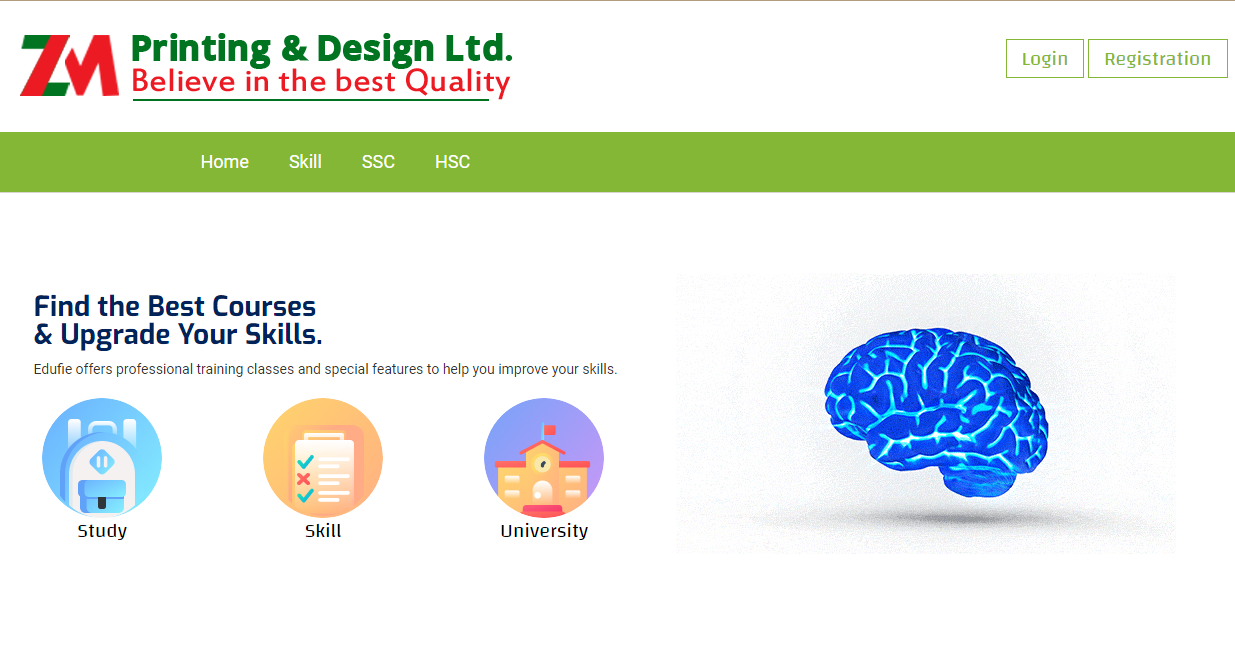 ZM Printing & Design Ltd.
Believe in the best Quality
Login Registration
Home Skill SSC HSC
Find the Best Courses
& Upgrade Your Skills.
Edufie offers professional training classes and special features to help you improve your skills.
Study Skill University